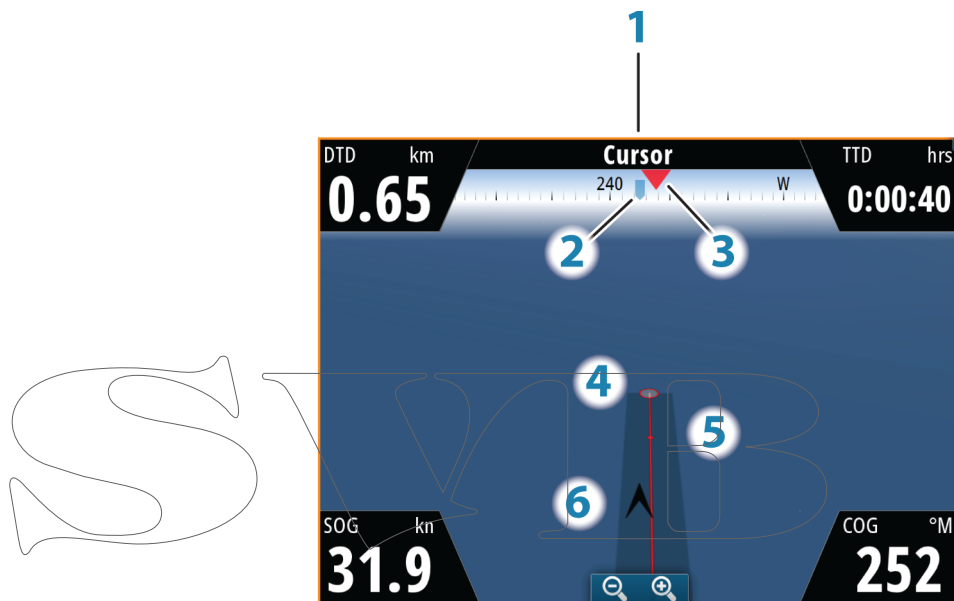 1
DTD km
Cursor
TTD hrs
0.65
240 W
0:00:40
2
3
4
5
6
SOG kn
31.9
COG °M
252
SVB